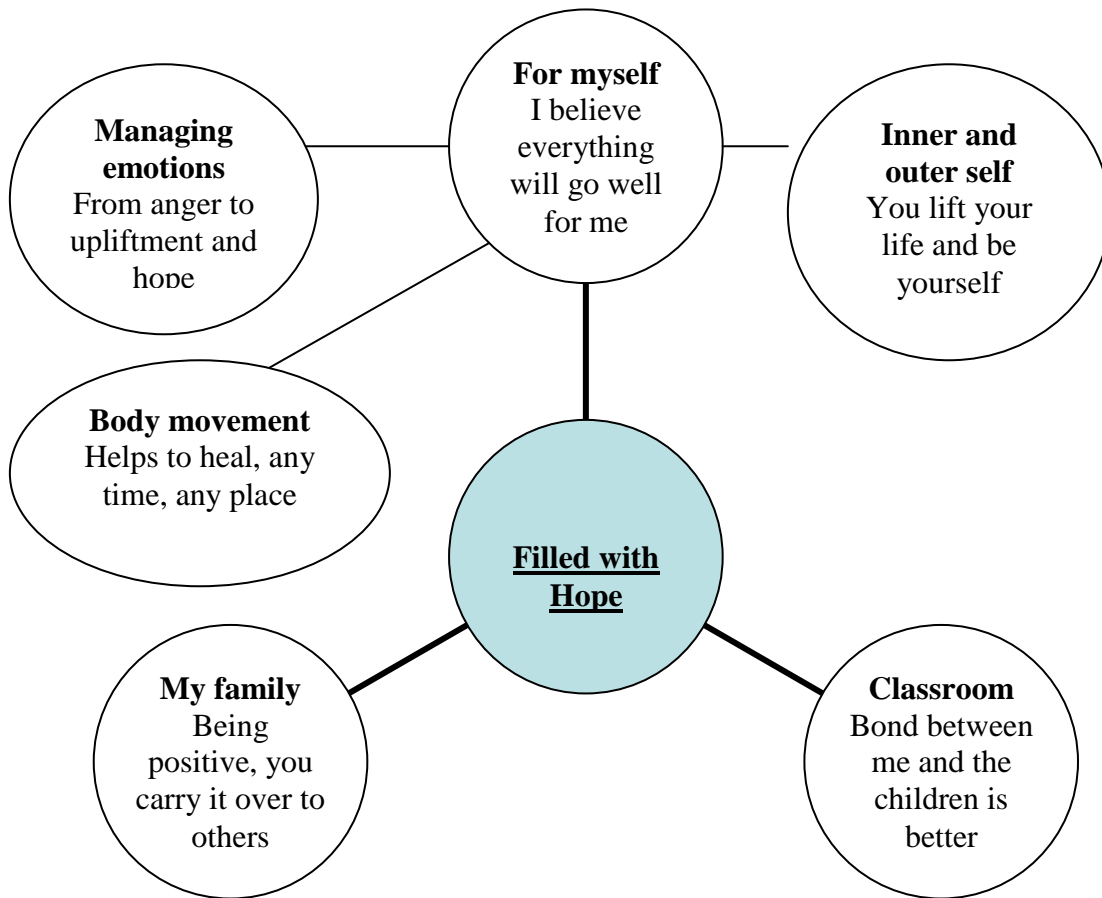 For myself
I believe
everything
will go well
for me
Managing
emotions
From anger to
upliftment and
hope
Inner and
outer self
You lift your
life and be
yourself
Body movement
Helps to heal, any
time, any place
Filled with
Hope
My family
Being
positive, you
carry it over to
others
Classroom
Bond between
me and the
children is
better